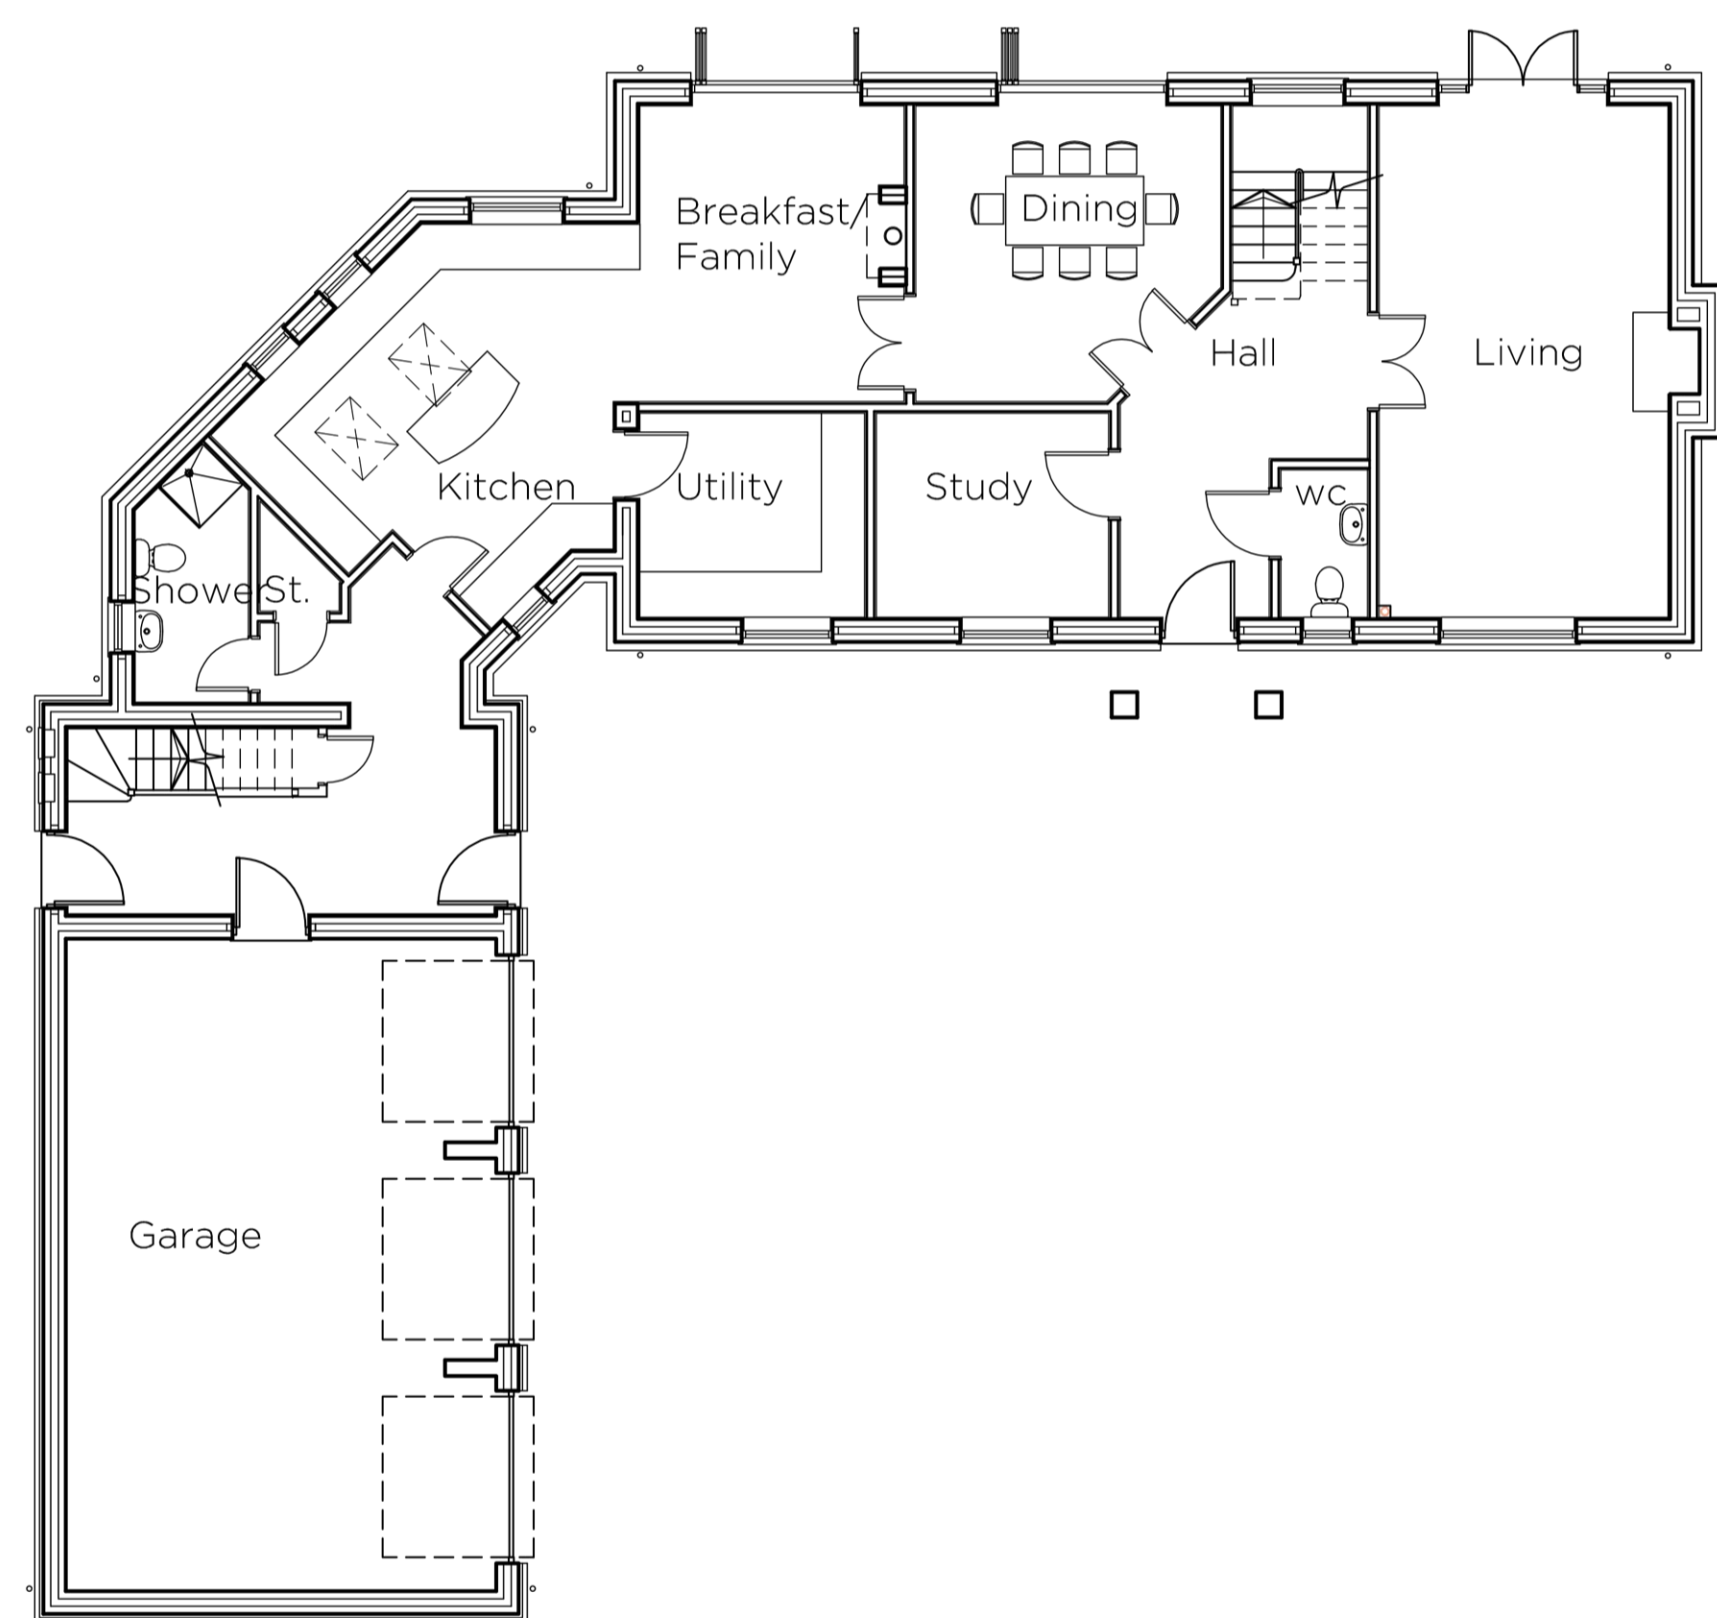 Breakfast/
Family
Dining
Hall
Living
Kitchen
Utility
Study
wc
Shower
St.
Garage